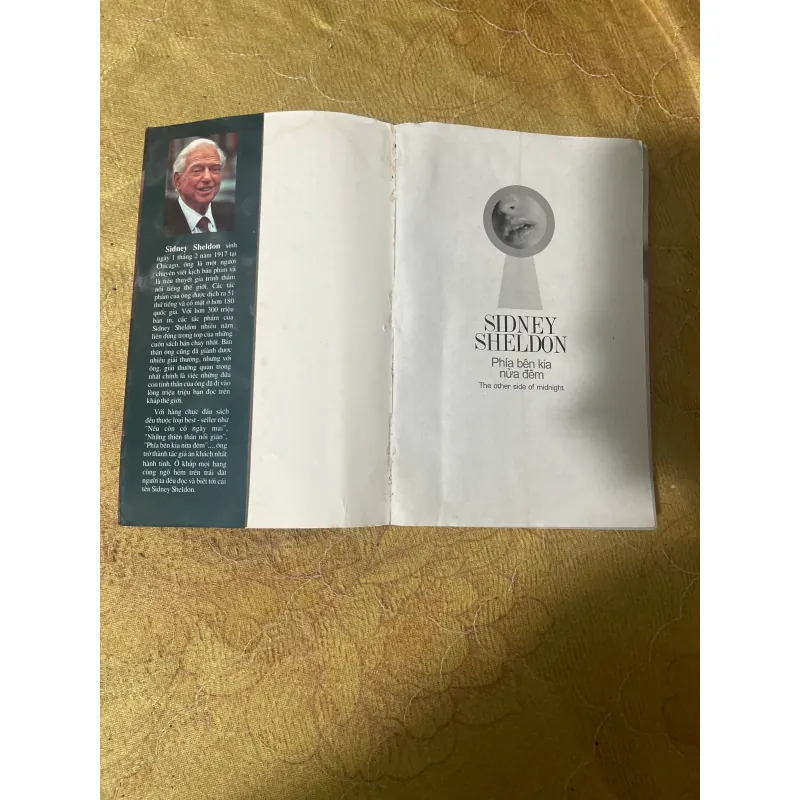 Sidney Sheldon sinh
ngày 1 tháng 2 năm 1917 tại
Chicago, ông là một người
chuyên viết kịch bản phim và
là tiểu thuyết gia trinh thám
nổi tiếng thế giới. Các tác
phẩm của ông được dịch ra 51
thứ tiếng và có mặt ở hơn 180
quốc gia. Với hơn 300 triệu
bản in, các tác phẩm của
Sidney Sheldon nhiều năm
liền đứng trong top của những
cuốn sách bán chạy nhất. Bản
thân ông cũng đã giành được
nhiều giải thưởng, nhưng với
ông, giải thưởng quan trọng
nhất chính là việc những đứa
con tinh thần của ông đã đi vào
lòng triệu triệu bạn đọc trên
khắp thế giới.
Với hàng chục đầu sách
đều thuộc loại best - seller như
"Nếu còn có ngày mai",
"Những thiên thần nổi giận",
"Phía bên kia nửa đêm"..., ông
trở thành tác giả ăn khách nhất
hành tinh. Ở khắp mọi hang
cùng ngõ hẻm trên trái đất
người ta đều đọc và biết tới cái
tên Sidney Sheldon.
SIDNEY
SHELDON
Phía bên kia
nửa đêm
The other side of midnight